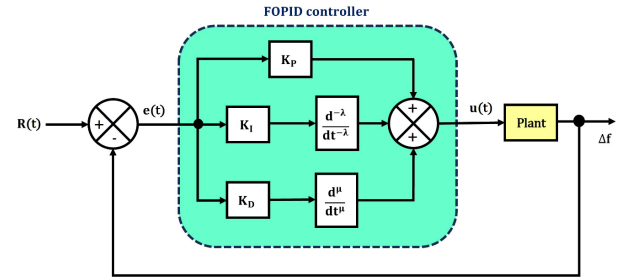 FOPID controller
K_P
R(t)
+
-
e(t)
K_I
d^{-λ}
dt^{-λ}
+
+
+
u(t)
Plant
Δf
K_D
d^μ
dt^μ